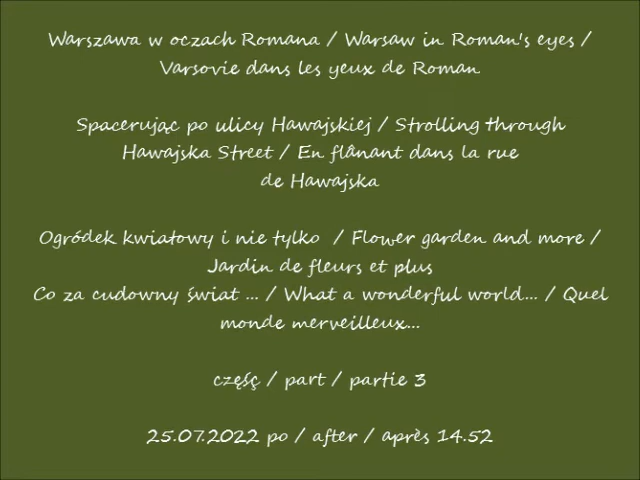 Warszawa w oczach Romana / Warsaw in Roman's eyes /
Varsovie dans les yeux de Roman
Spacerując po ulicy Hawajskiej / Strolling through
Hawajska Street / En flânant dans la rue
de Hawajska
Ogródek kwiatowy i nie tylko / Flower garden and more /
Jardin de fleurs et plus
Co za cudowny świat ... / What a wonderful world... / Quel
monde merveilleux...
częśç / part / partie 3
25.07.2022 po / after / après 14.52